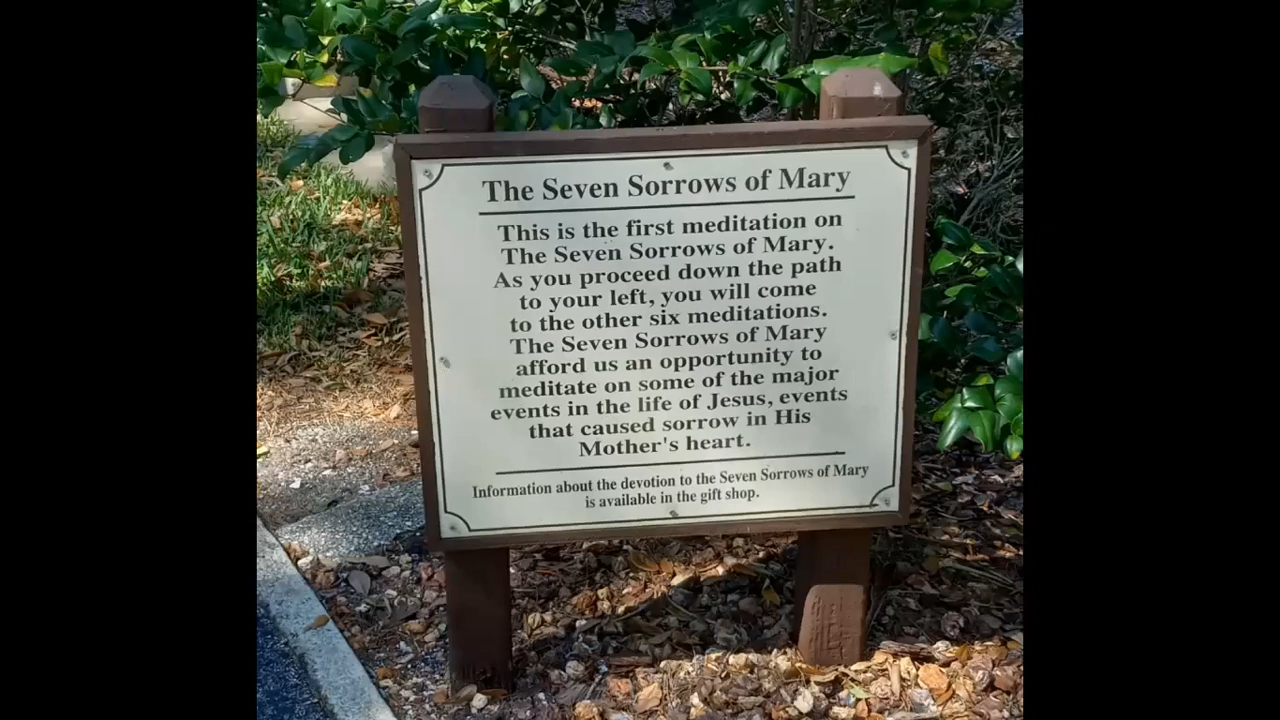 The Seven Sorrows of Mary
This is the first meditation on
The Seven Sorrows of Mary.
As you proceed down the path
to your left, you will come
to the other six meditations.
The Seven Sorrows of Mary
afford us an opportunity to
meditate on some of the major
events in the life of Jesus, events
that caused sorrow in His
Mother's heart.
Information about the devotion to the Seven Sorrows of Mary
is available in the gift shop.